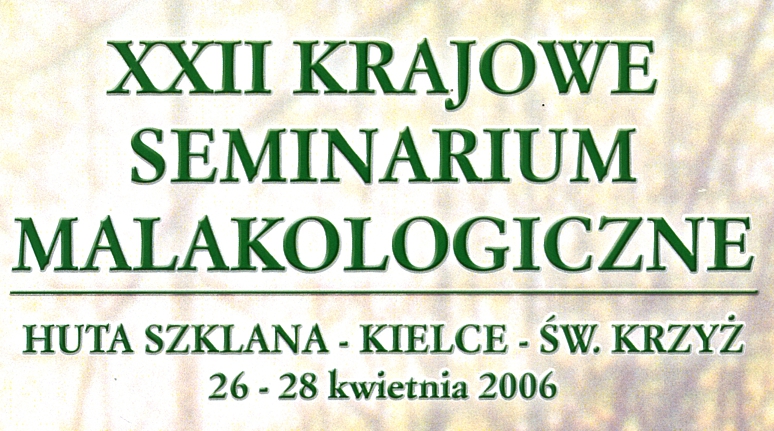 XXII KRAJOWE
SEMINARIUM
MALAKOLOGICZNE
HUTA SZKLANA - KIELCE - ŚW. KRZYŻ
26 - 28 kwietnia 2006